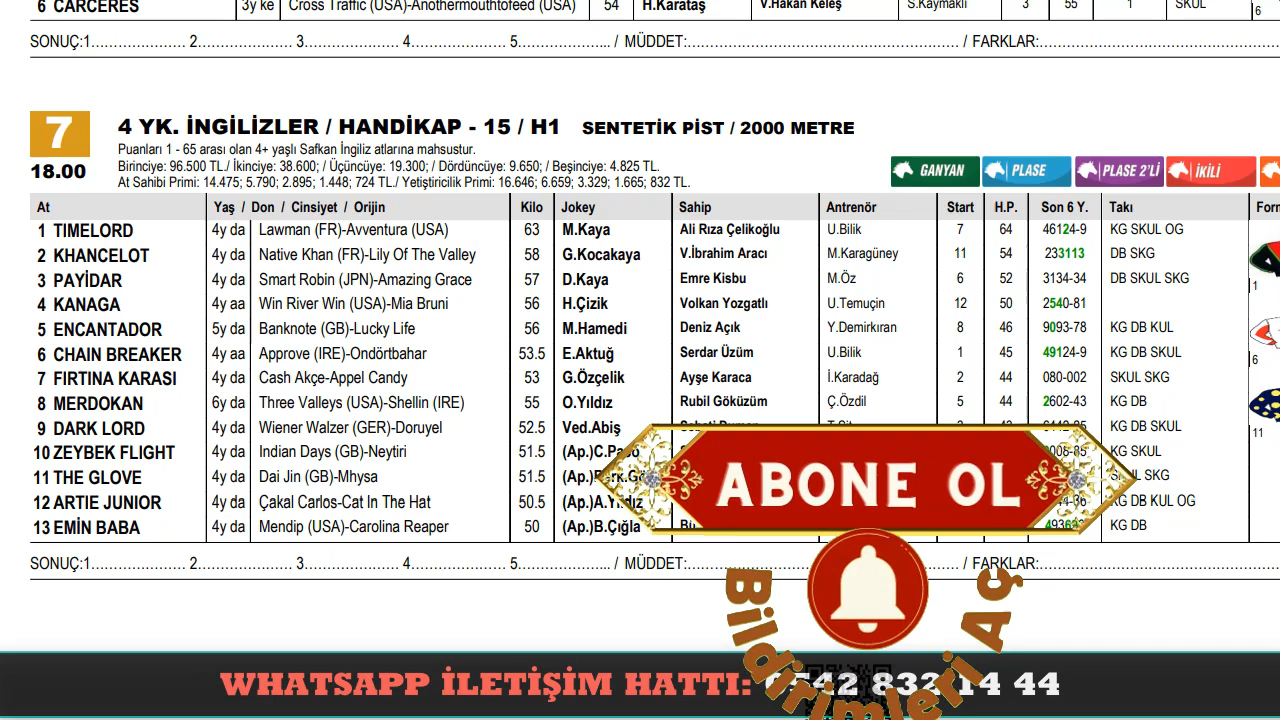 6 CARCERES 3y ke Cross Traffic (USA)-Anothermouthtofeed (USA) 54 H.Karataş V.Hakan Keleş S.Kaymaklı 3 55 1 SKUL 6
SONUÇ:1...................... 2...................... 3....................... 4......................... 5..................... / MÜDDET:.............................................................. / FARKLAR:
7 4 YK. İNGİLİZLER / HANDİKAP - 15 / H1 SENTETİK PİST / 2000 METRE
Puanları 1 - 65 arası olan 4+ yaşlı Safkan İngiliz atlarına mahsustur.
18.00 Birinciye: 96.500 TL./ İkinciye: 38.600; / Üçüncüye: 19.300; / Dördüncüye: 9.650; / Beşinciye: 4.825 TL. GANYAN PLASE PLASE 2'Lİ İKİLİ
At Sahibi Primi: 14.475; 5.790; 2.895; 1.448; 724 TL./ Yetiştiricilik Primi: 16.646; 6.659; 3.329; 1.665; 832 TL.
At Yaş / Don / Cinsiyet / Orijin Kilo Jokey Sahip Antrenör Start H.P. Son 6 Y. Takı
1 TIMELORD 4y da Lawman (FR)-Avventura (USA) 63 M.Kaya Ali Rıza Çelikoğlu U.Bilik 7 64 46124-9 KG SKUL OG
2 KHANCELOT 4y da Native Khan (FR)-Lily Of The Valley 58 G.Kocakaya V.İbrahim Aracı M.Karagüney 11 54 233113 DB SKG
3 PAYİDAR 4y da Smart Robin (JPN)-Amazing Grace 57 D.Kaya Emre Kisbu M.Öz 6 52 3134-34 DB SKUL SKG 1
4 KANAGA 4y aa Win River Win (USA)-Mia Bruni 56 H.Çizik Volkan Yozgatlı U.Temuçin 12 50 2540-81
5 ENCANTADOR 5y da Banknote (GB)-Lucky Life 56 M.Hamedi Deniz Açık Y.Demirkıran 8 46 9093-78 KG DB KUL
6 CHAIN BREAKER 4y aa Approve (IRE)-Ondörtbahar 53.5 E.Aktuğ Serdar Üzüm U.Bilik 1 45 49124-9 KG DB SKUL 6
7 FIRTINA KARASI 4y da Cash Akçe-Appel Candy 53 G.Özçelik Ayşe Karaca İ.Karadağ 2 44 080-002 SKUL SKG
8 MERDOKAN 6y da Three Valleys (USA)-Shellin (IRE) 55 O.Yıldız Rubil Göküzüm Ç.Özdil 5 44 2602-43 KG DB
9 DARK LORD 4y da Wiener Walzer (GER)-Doruyel 52.5 Ved.Abiş KG DB SKUL 11
10 ZEYBEK FLIGHT 4y da Indian Days (GB)-Neytiri 51.5 KG SKUL
11 THE GLOVE 4y da Dai Jin (GB)-Mhysa 51.5 SKG
12 ARTIE JUNIOR 4y da Çakal Carlos-Cat In The Hat 50.5 KG DB KUL OG
13 EMİN BABA 4y da Mendip (USA)-Carolina Reaper 50 (Ap.)B.Çığla KG DB
ABONE OL
SONUÇ:1...................... 2...................... 3....................... 4......................... 5..................... / MÜDDET:.............................................................. / FARKLAR:
Bildirimleri Aç
WHATSAPP İLETİŞİM HATTI: 14 44